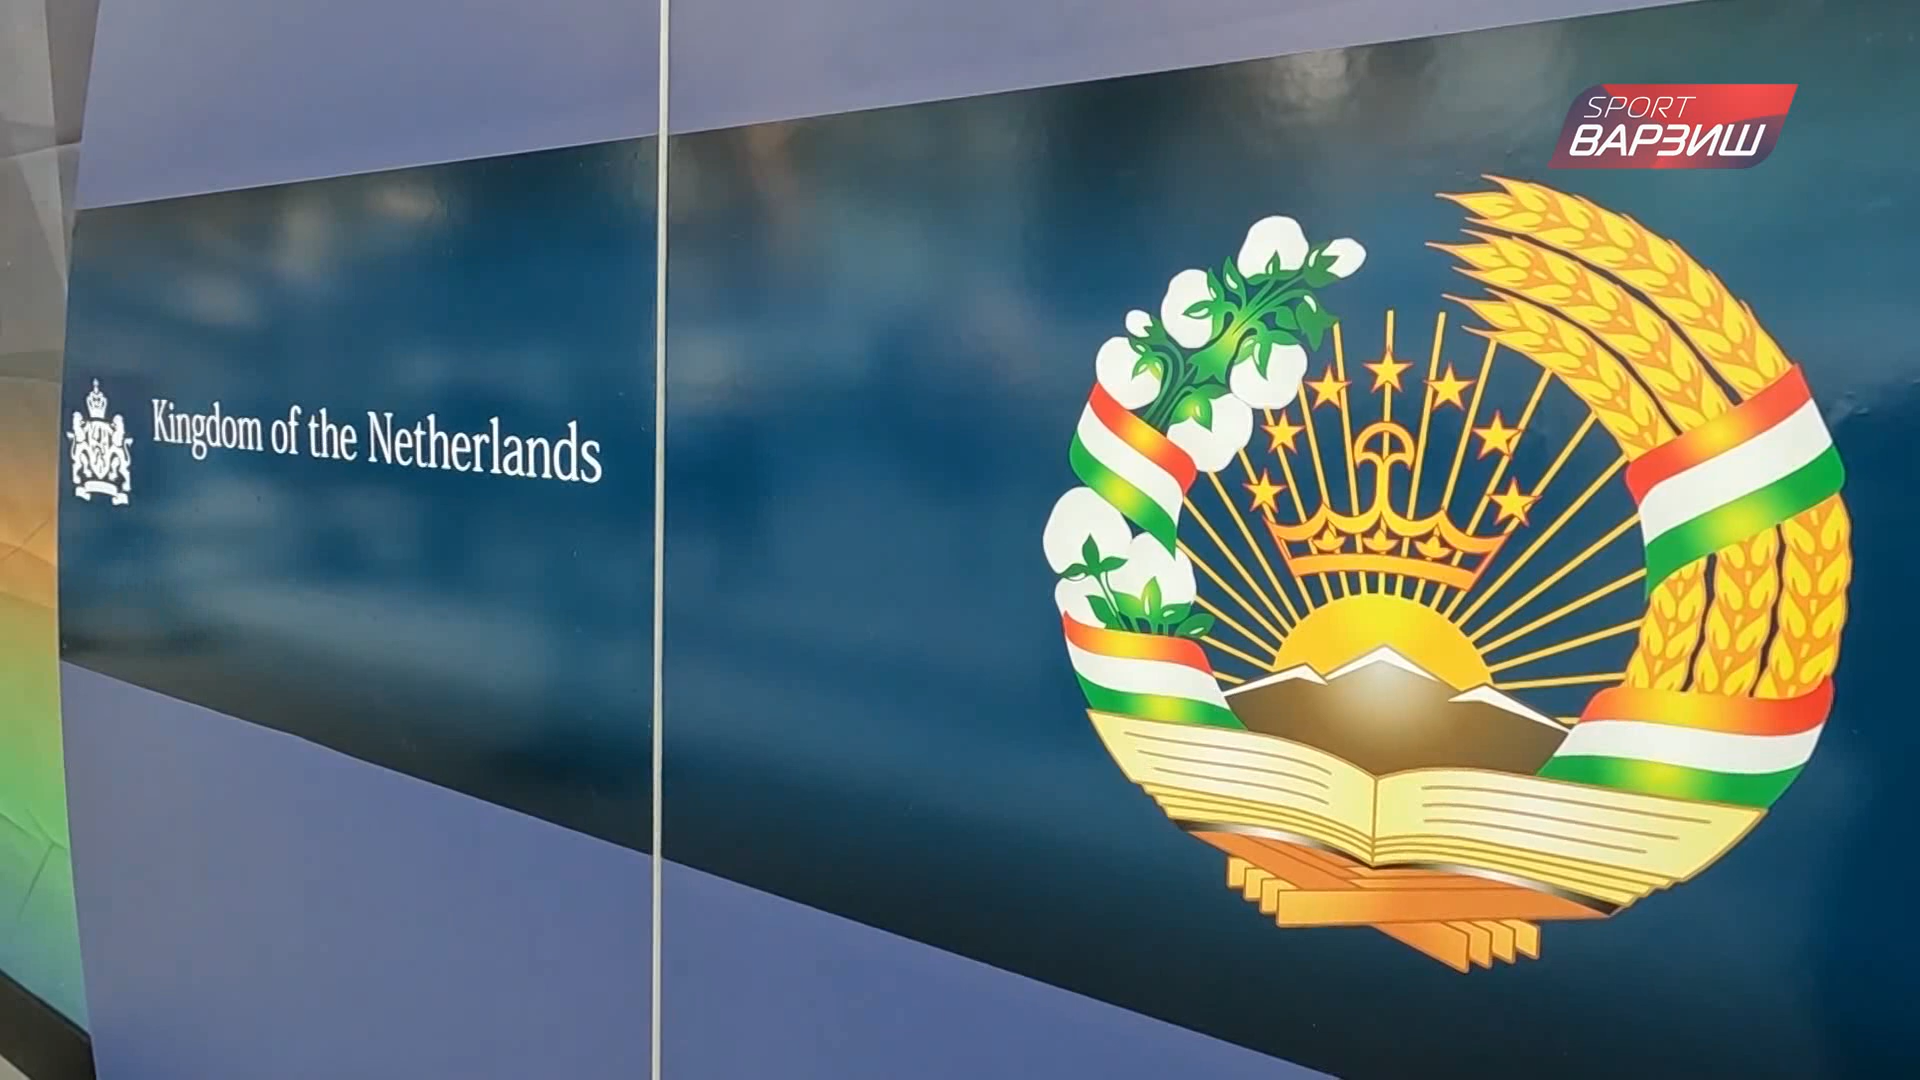 SPORT
ВАРЗИШ
Kingdom of the Netherlands